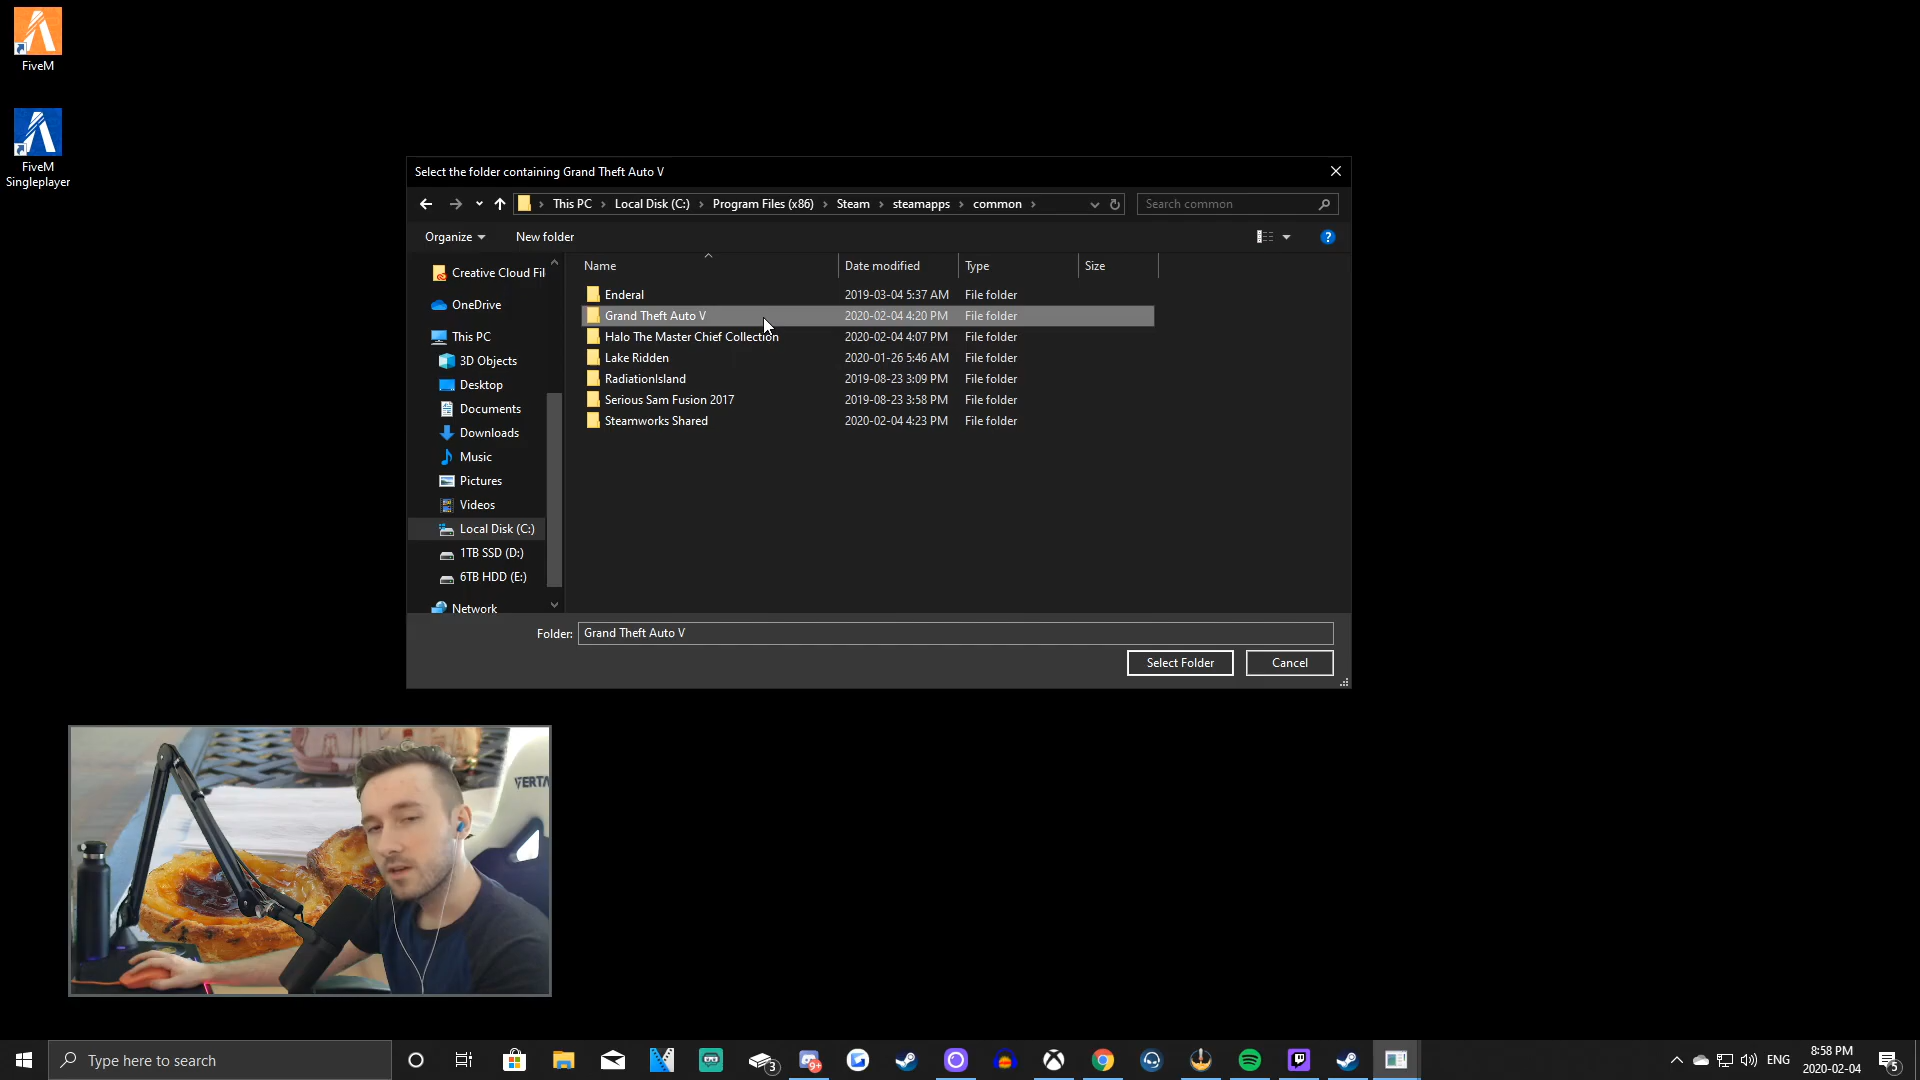 FiveM
FiveM
Singleplayer
Select the folder containing Grand Theft Auto V
This PC
Local Disk (C:)
Program Files (x86)
Steam
steamapps
common
Search common
Organize
New folder
Name
Date modified
Type
Size
Creative Cloud Fil
OneDrive
This PC
3D Objects
Desktop
Documents
Downloads
Music
Pictures
Videos
Local Disk (C:)
1TB SSD (D:)
6TB HDD (E:)
Network
Enderal 2019-03-04 5:37 AM File folder
Grand Theft Auto V 2020-02-04 4:20 PM File folder
Halo The Master Chief Collection 2020-02-04 4:07 PM File folder
Lake Ridden 2020-01-26 5:46 AM File folder
RadiationIsland 2019-08-23 3:09 PM File folder
Serious Sam Fusion 2017 2019-08-23 3:58 PM File folder
Steamworks Shared 2020-02-04 4:23 PM File folder
Folder: Grand Theft Auto V
Select Folder
Cancel
VERTA
Type here to search
3
9+
ENG
8:58 PM
2020-02-04
5